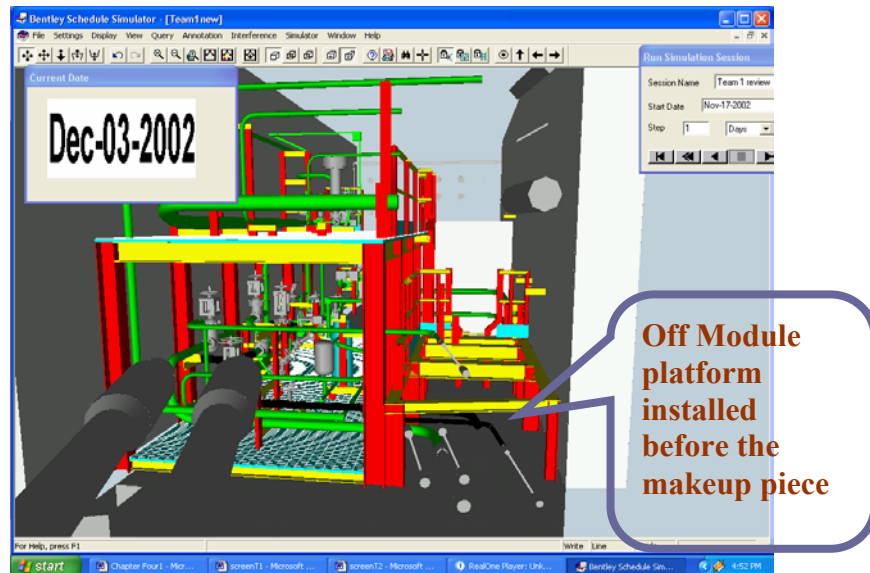 Bentley Schedule Simulator - [Team1new]
File Settings Display View Query Annotation Interference Simulator Window Help
Current Date
Dec-03-2002
Run Simulation Session
Session Name Team 1 review
Start Date Nov-17-2002
Step 1 Days
Off Module
platform
installed
before the
makeup piece
For Help, press F1
Write Line
start Chapter Four1 - Micr... screenT1 - Microsoft ... screenT2 - Microsoft ... RealOne Player: Unk... Bentley Schedule Sim... 4:52 PM